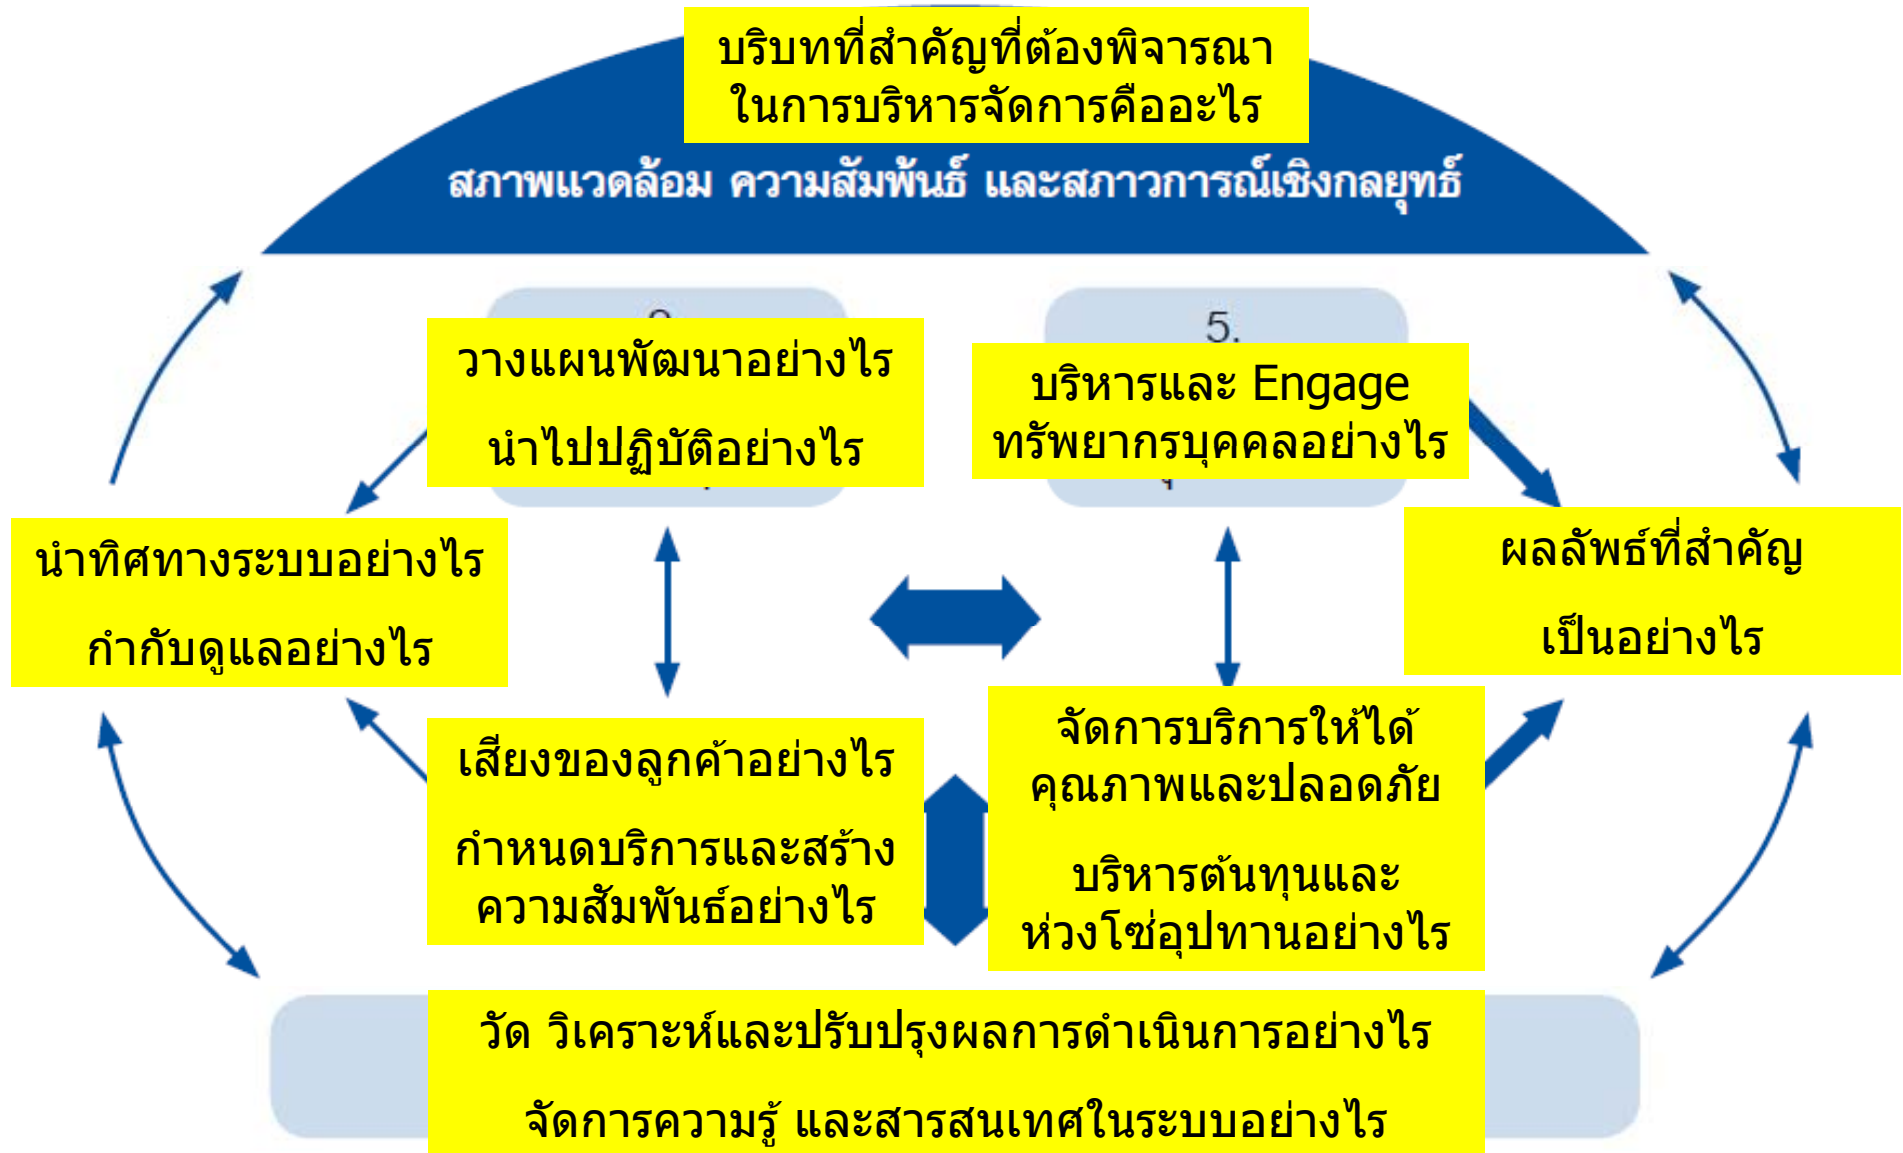 บริบทที่สำคัญที่ต้องพิจารณา
ในการบริหารจัดการคืออะไร
สภาพแวดล้อม ความสัมพันธ์ และสภาวการณ์เชิงกลยุทธ์
วางแผนพัฒนาอย่างไร
นำไปปฏิบัติอย่างไร
5.
บริหารและ Engage
ทรัพยากรบุคคลอย่างไร
นำทิศทางระบบอย่างไร
กำกับดูแลอย่างไร
ผลลัพธ์ที่สำคัญ
เป็นอย่างไร
เสียงของลูกค้าอย่างไร
กำหนดบริการและสร้าง
ความสัมพันธ์อย่างไร
จัดการบริการให้ได้
คุณภาพและปลอดภัย
บริหารต้นทุนและ
ห่วงโซ่อุปทานอย่างไร
วัด วิเคราะห์และปรับปรุงผลการดำเนินการอย่างไร
จัดการความรู้ และสารสนเทศในระบบอย่างไร